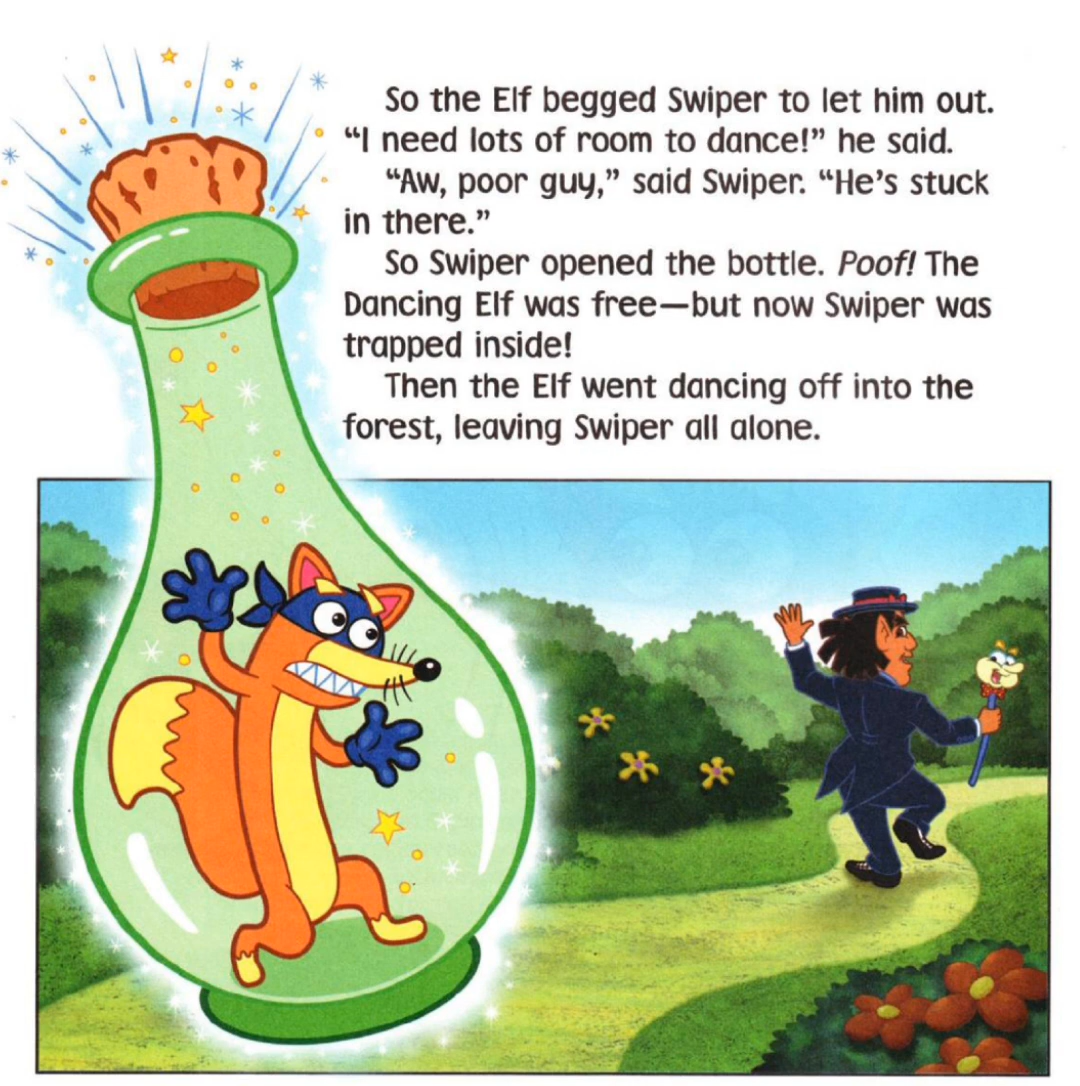 So the Elf begged Swiper to let him out.
“I need lots of room to dance!” he said.
“Aw, poor guy,” said Swiper. “He’s stuck
in there.”
So Swiper opened the bottle. Poof! The
Dancing Elf was free—but now Swiper was
trapped inside!
Then the Elf went dancing off into the
forest, leaving Swiper all alone.